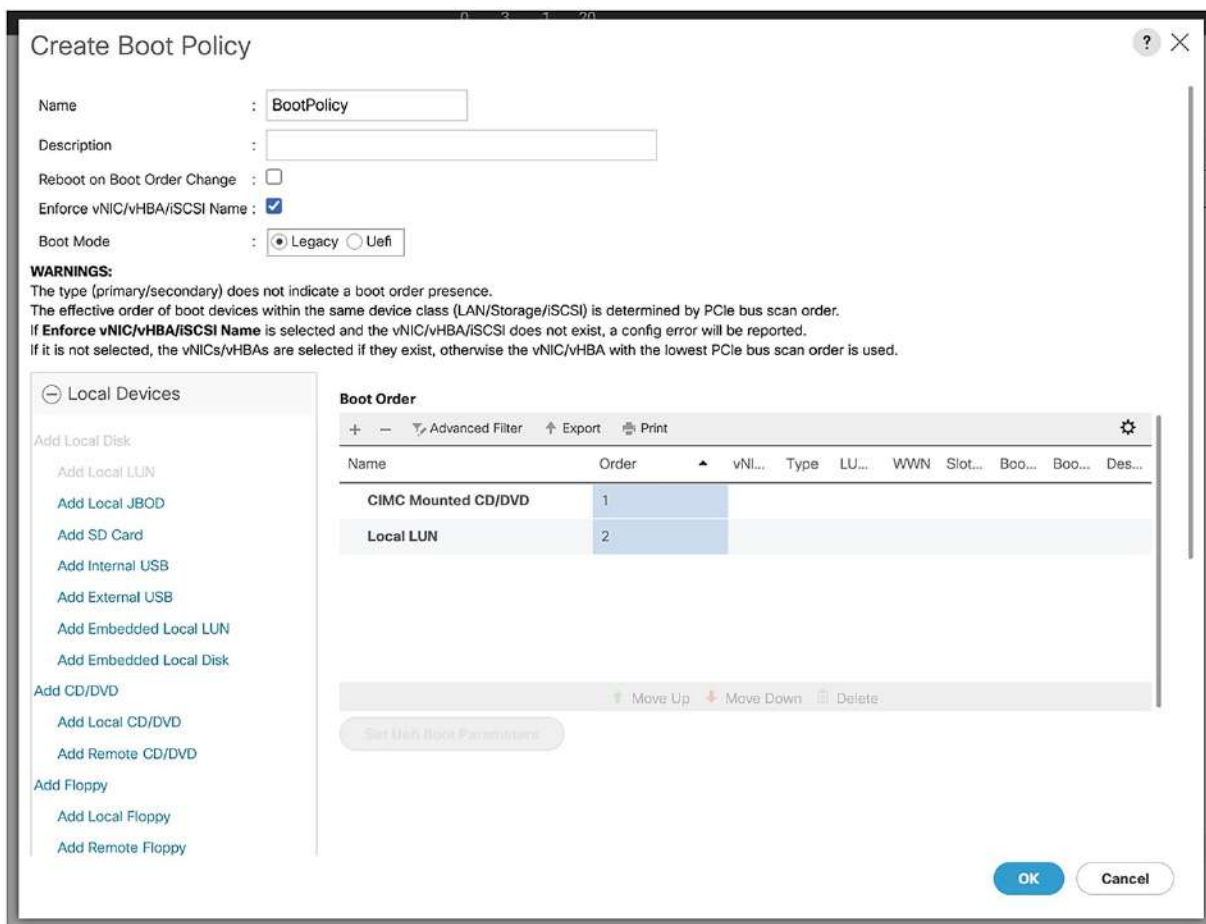 0 3 1 20
Create Boot Policy
?
Name : BootPolicy
Description :
Reboot on Boot Order Change :
Enforce vNIC/vHBA/iSCSI Name :
Boot Mode : Legacy Uefi
WARNINGS:
The type (primary/secondary) does not indicate a boot order presence.
The effective order of boot devices within the same device class (LAN/Storage/iSCSI) is determined by PCIe bus scan order.
If Enforce vNIC/vHBA/iSCSI Name is selected and the vNIC/vHBA/iSCSI does not exist, a config error will be reported.
If it is not selected, the vNICs/vHBAs are selected if they exist, otherwise the vNIC/vHBA with the lowest PCIe bus scan order is used.
Local Devices
Add Local Disk
Add Local LUN
Add Local JBOD
Add SD Card
Add Internal USB
Add External USB
Add Embedded Local LUN
Add Embedded Local Disk
Add CD/DVD
Add Local CD/DVD
Add Remote CD/DVD
Add Floppy
Add Local Floppy
Add Remote Floppy
Boot Order
+ − Advanced Filter Export Print
Name Order vNI... Type LU... WWN Slot... Boo... Boo... Des...
CIMC Mounted CD/DVD 1
Local LUN 2
Move Up Move Down Delete
Set Uefi Boot Parameters
OK Cancel